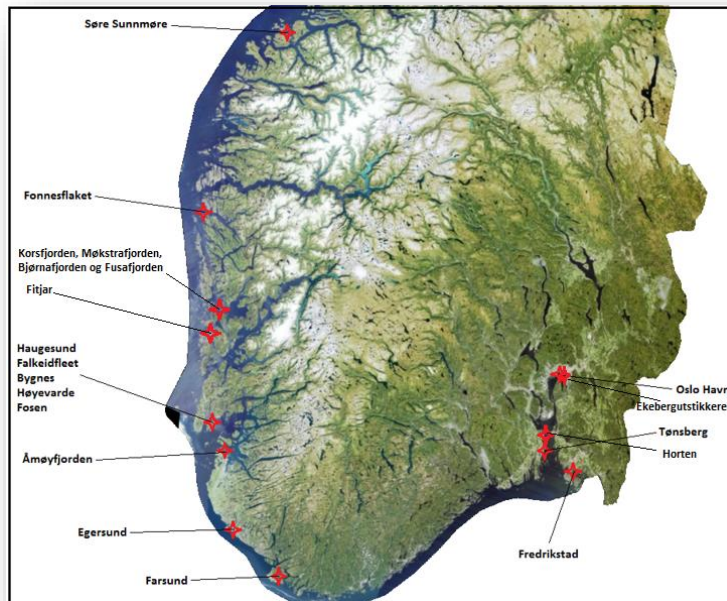 Søre Sunnmøre
Fonnesflaket
Korsfjorden, Møkstrafjorden,
Bjørnafjorden og Fusafjorden
Fitjar
Haugesund
Falkeidfleet
Bygnes
Høyevarde
Fosen
Åmøyfjorden
Egersund
Farsund
Oslo Havn
Ekebergutstikkere
Tønsberg
Horten
Fredrikstad